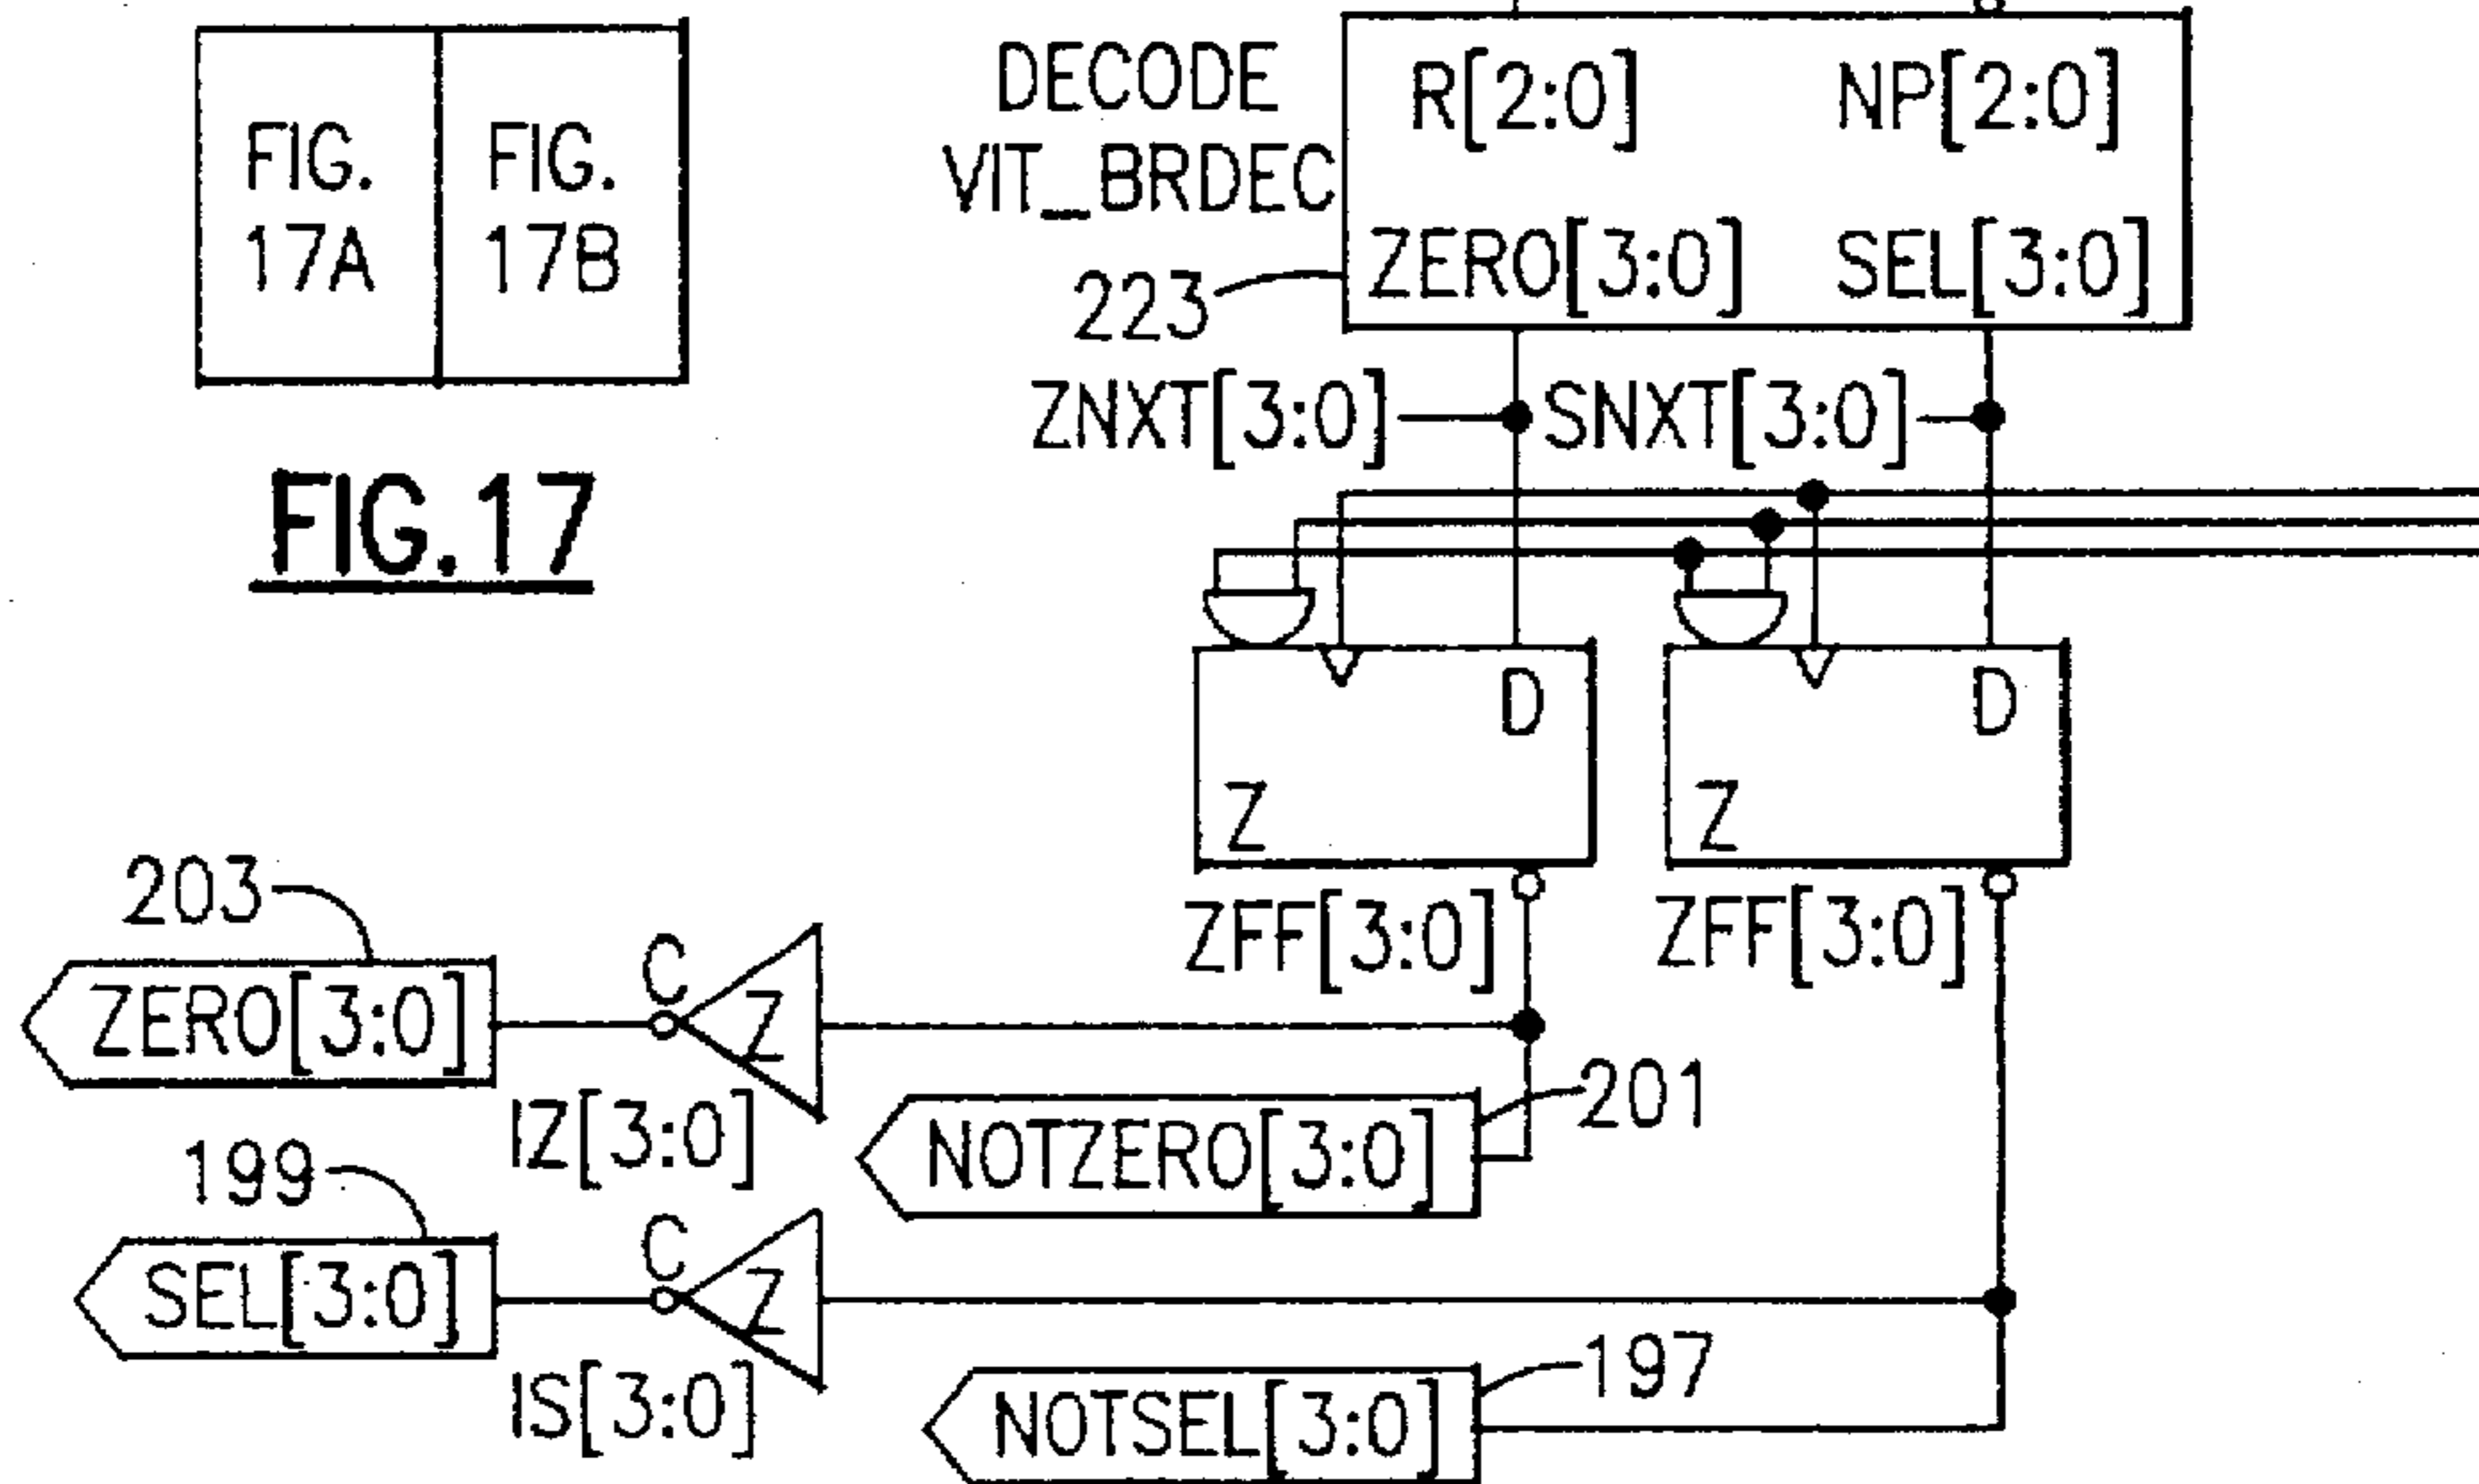 FIG. 17A
FIG. 17B
FIG.17
DECODE
VIT_BRDEC
R[2:0] NP[2:0]
ZERO[3:0] SEL[3:0]
223
ZNXT[3:0] SNXT[3:0]
D D
Z Z
ZFF[3:0] ZFF[3:0]
203
C
ZERO[3:0]
Z
IZ[3:0]
201
NOTZERO[3:0]
199
C
SEL[3:0]
Z
IS[3:0]
197
NOTSEL[3:0]